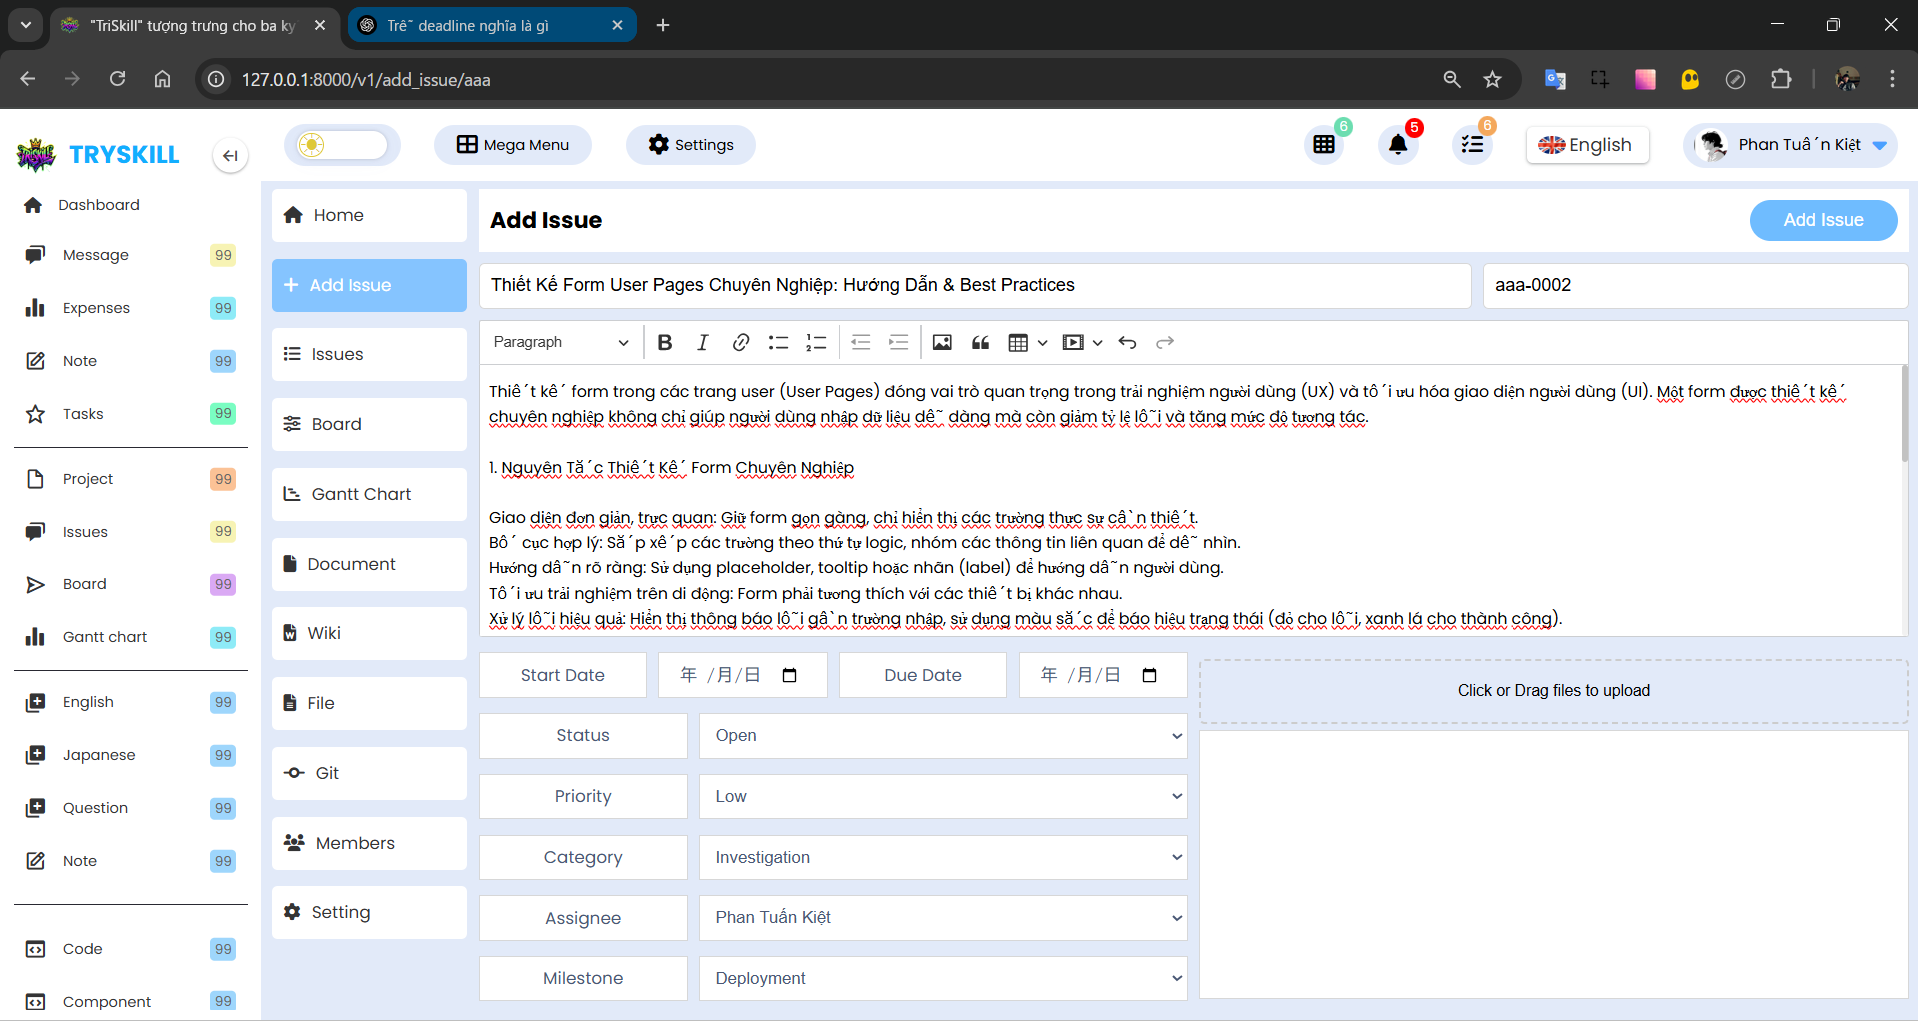 "TriSkill" tượng trưng cho ba kỹ
Trễ deadline nghĩa là gì
127.0.0.1:8000/v1/add_issue/aaa
TRYSKILL
Mega Menu
Settings
6
5
6
English
Phan Tuấn Kiệt
Dashboard
Message 99
Expenses 99
Note 99
Tasks 99
Project 99
Issues 99
Board 99
Gantt chart 99
English 99
Japanese 99
Question 99
Note 99
Code 99
Component 99
Home
Add Issue
Issues
Board
Gantt Chart
Document
Wiki
File
Git
Members
Setting
Add Issue
Add Issue
Thiết Kế Form User Pages Chuyên Nghiệp: Hướng Dẫn & Best Practices
aaa-0002
Paragraph
Thiết kế form trong các trang user (User Pages) đóng vai trò quan trọng trong trải nghiệm người dùng (UX) và tối ưu hóa giao diện người dùng (UI). Một form được thiết kế
chuyên nghiệp không chỉ giúp người dùng nhập dữ liệu dễ dàng mà còn giảm tỷ lệ lỗi và tăng mức độ tương tác.
1. Nguyên Tắc Thiết Kế Form Chuyên Nghiệp
Giao diện đơn giản, trực quan: Giữ form gọn gàng, chỉ hiển thị các trường thực sự cần thiết.
Bố cục hợp lý: Sắp xếp các trường theo thứ tự logic, nhóm các thông tin liên quan để dễ nhìn.
Hướng dẫn rõ ràng: Sử dụng placeholder, tooltip hoặc nhãn (label) để hướng dẫn người dùng.
Tối ưu trải nghiệm trên di động: Form phải tương thích với các thiết bị khác nhau.
Xử lý lỗi hiệu quả: Hiển thị thông báo lỗi gần trường nhập, sử dụng màu sắc để báo hiệu trạng thái (đỏ cho lỗi, xanh lá cho thành công).
Start Date
年 /月/日
Due Date
年 /月/日
Status
Open
Priority
Low
Category
Investigation
Assignee
Phan Tuấn Kiệt
Milestone
Deployment
Click or Drag files to upload